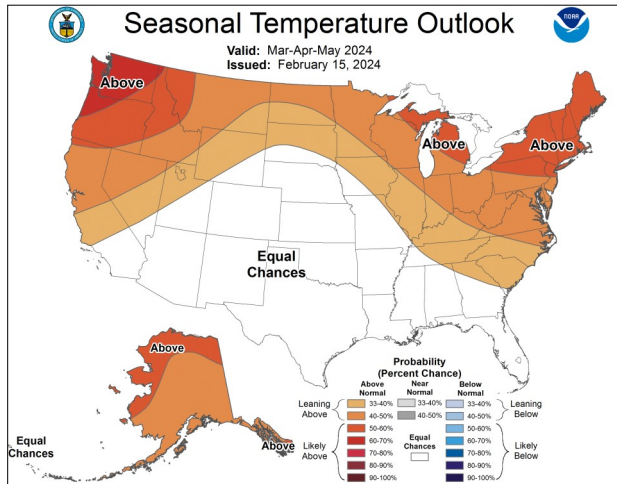 Seasonal Temperature Outlook
NOAA
Valid: Mar-Apr-May 2024
Issued: February 15, 2024
Above
Above
Above
Equal
Chances
Above
Above
Equal
Chances
Probability
(Percent Chance)
Above
Normal
Near
Normal
Below
Normal
Leaning
Above
33-40%
33-40%
33-40%
Leaning
Below
40-50%
40-50%
40-50%
Likely
Above
50-60%
60-70%
70-80%
80-90%
90-100%
Equal
Chances
50-60%
60-70%
70-80%
80-90%
90-100%
Likely
Below